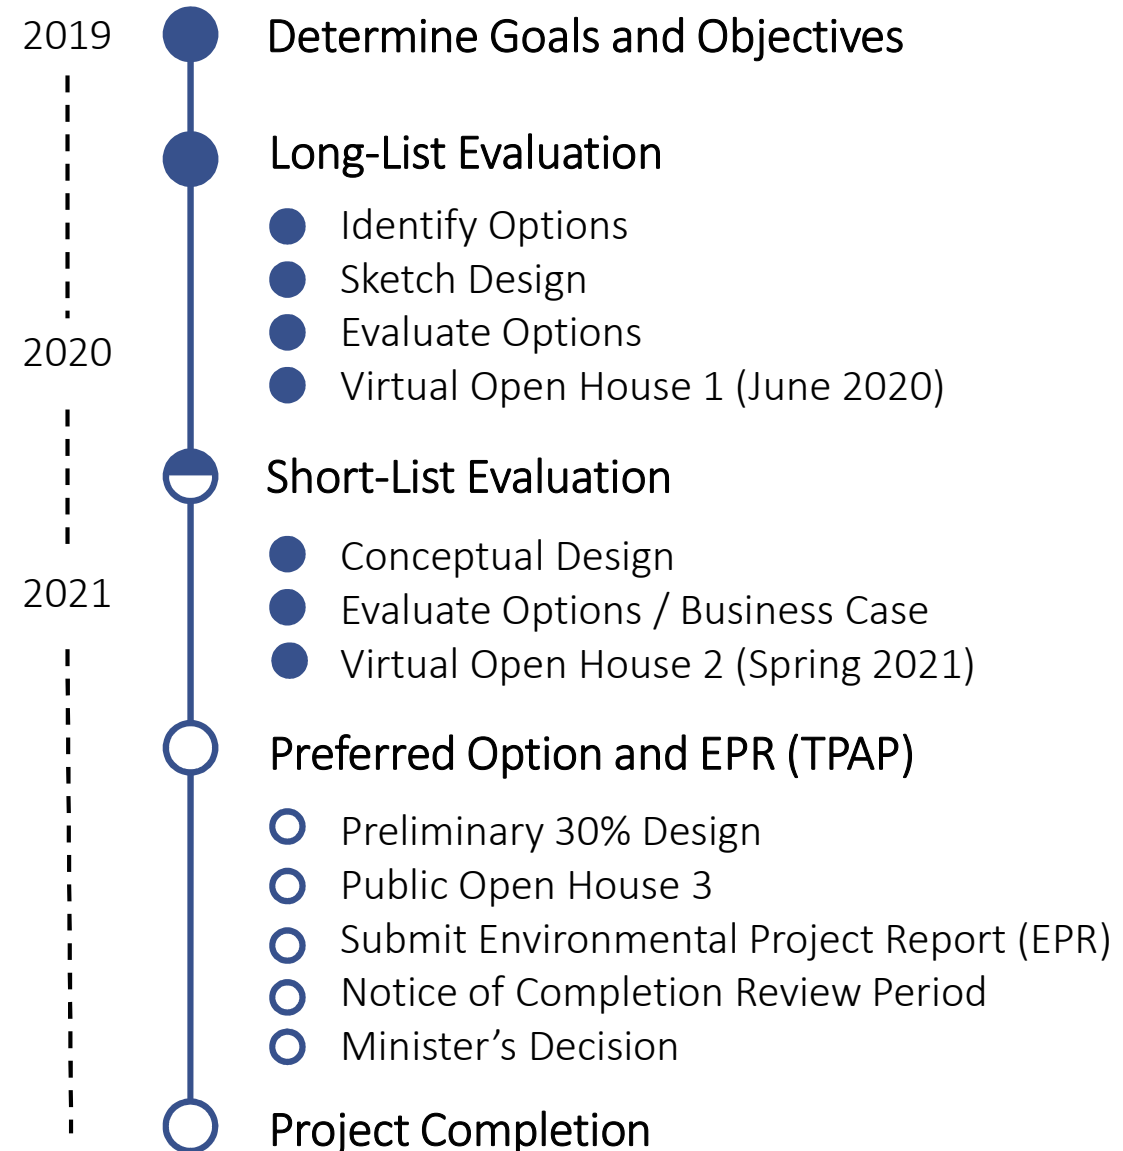 2019
Determine Goals and Objectives
Long-List Evaluation
Identify Options
Sketch Design
Evaluate Options
2020
Virtual Open House 1 (June 2020)
Short-List Evaluation
Conceptual Design
2021
Evaluate Options / Business Case
Virtual Open House 2 (Spring 2021)
Preferred Option and EPR (TPAP)
Preliminary 30% Design
Public Open House 3
Submit Environmental Project Report (EPR)
Notice of Completion Review Period
Minister’s Decision
Project Completion